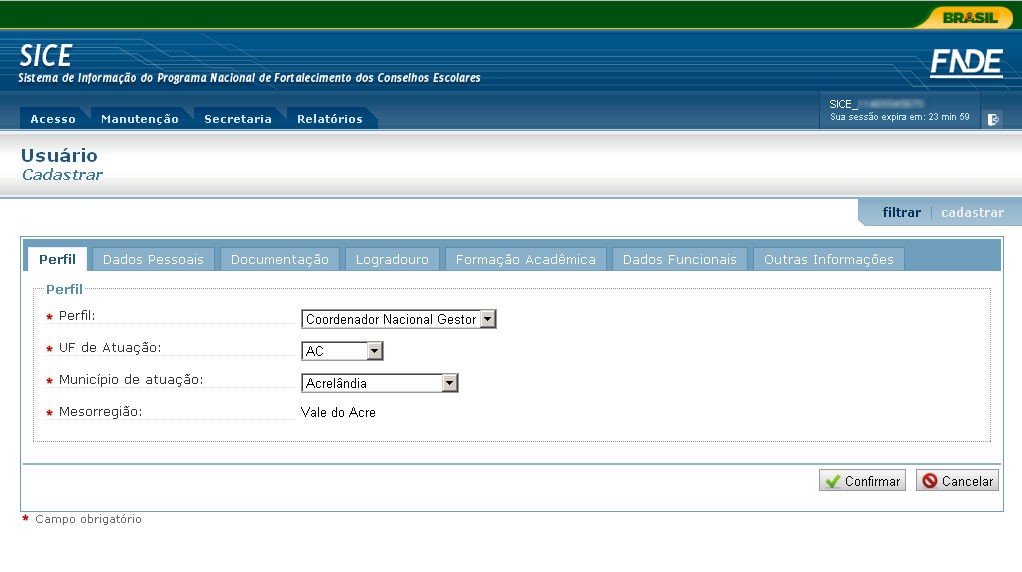 BRASIL
SICE
Sistema de Informação do Programa Nacional de Fortalecimento dos Conselhos Escolares
FNDE
Acesso Manutenção Secretaria Relatórios
SICE_
Sua sessão expira em: 23 min 59
Usuário
Cadastrar
filtrar cadastrar
Perfil Dados Pessoais Documentação Logradouro Formação Acadêmica Dados Funcionais Outras Informações
Perfil
* Perfil: Coordenador Nacional Gestor
* UF de Atuação: AC
* Município de atuação: Acrelândia
* Mesorregião: Vale do Acre
Confirmar Cancelar
* Campo obrigatório